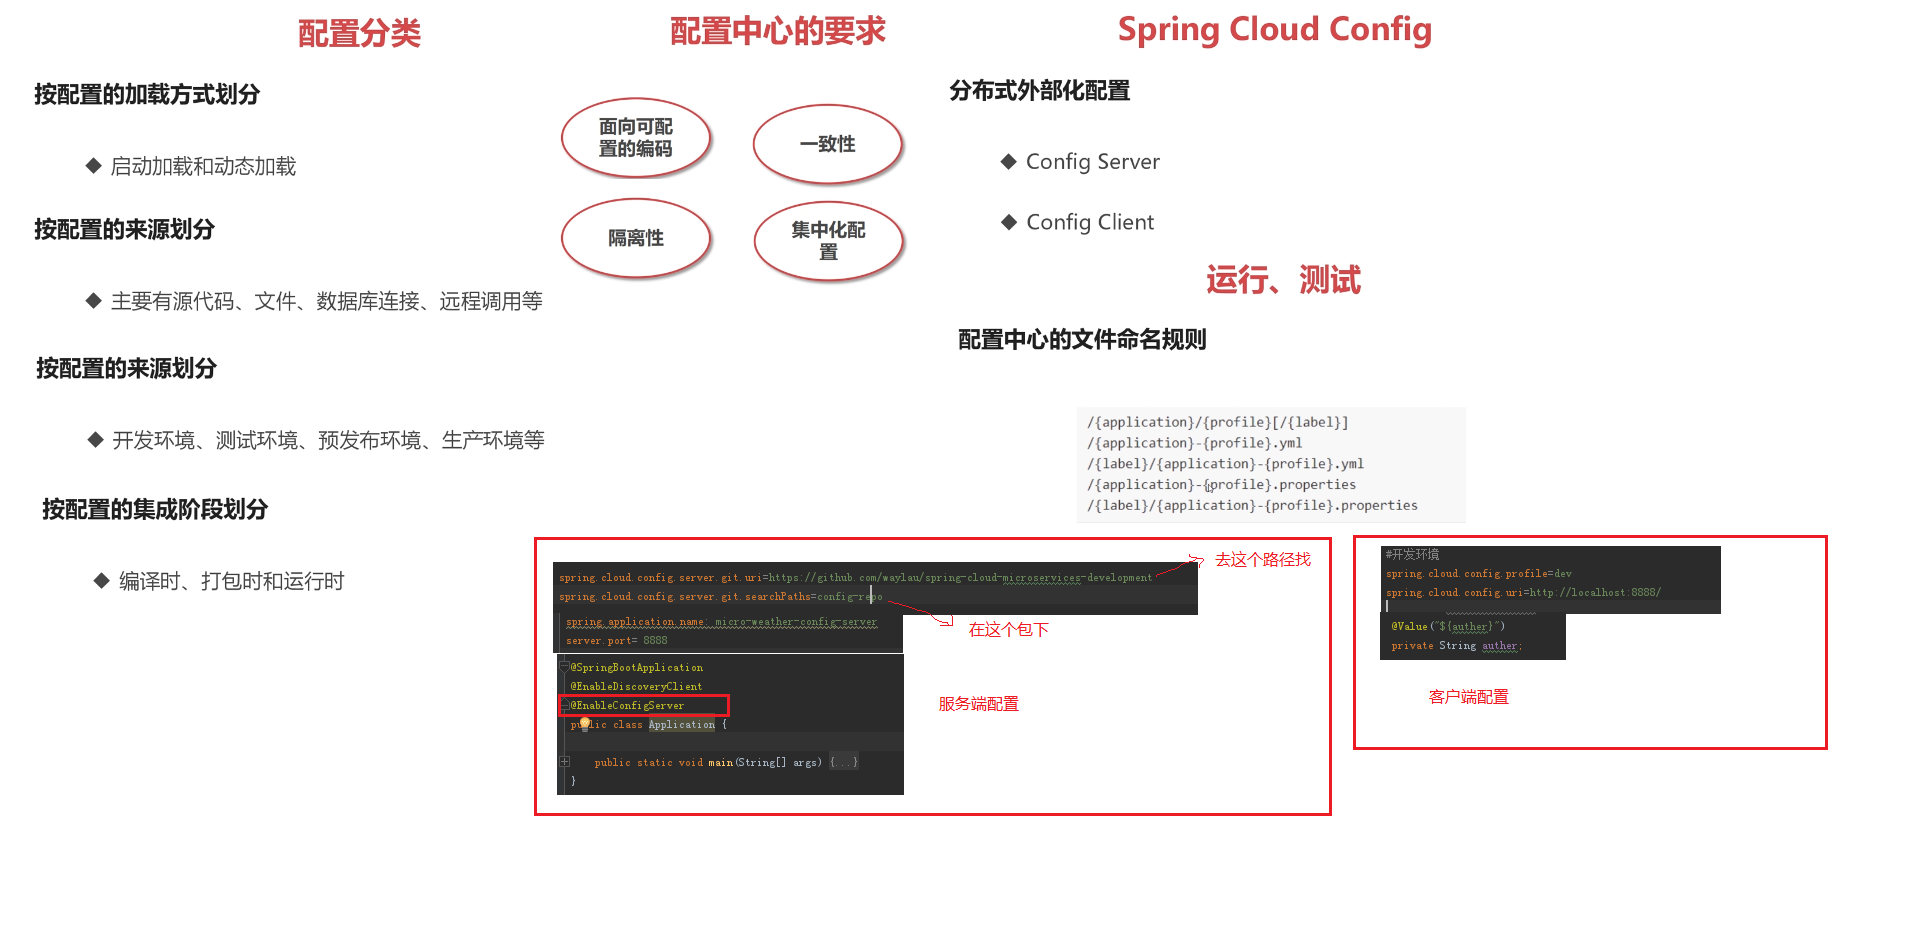 配置分类
按配置的加载方式划分
◆ 启动加载和动态加载
按配置的来源划分
◆ 主要有源代码、文件、数据库连接、远程调用等
按配置的来源划分
◆ 开发环境、测试环境、预发布环境、生产环境等
按配置的集成阶段划分
◆ 编译时、打包时和运行时
配置中心的要求
面向可配
置的编码
一致性
隔离性
集中化配
置
Spring Cloud Config
分布式外部化配置
◆ Config Server
◆ Config Client
运行、测试
配置中心的文件命名规则
/{application}/{profile}[/{label}]
/{application}-{profile}.yml
/{label}/{application}-{profile}.yml
/{application}-{profile}.properties
/{label}/{application}-{profile}.properties
去这个路径找
spring.cloud.config.server.git.uri=https://github.com/waylau/spring-cloud-microservices-development
spring.cloud.config.server.git.searchPaths=config-repo
在这个包下
spring.application.name: micro-weather-config-server
server.port= 8888
@SpringBootApplication
@EnableDiscoveryClient
@EnableConfigServer
public class Application {
public static void main(String[] args) {...}
}
服务端配置
#开发环境
spring.cloud.config.profile=dev
spring.cloud.config.uri=http://localhost:8888/
@Value("${auther}")
private String auther;
客户端配置